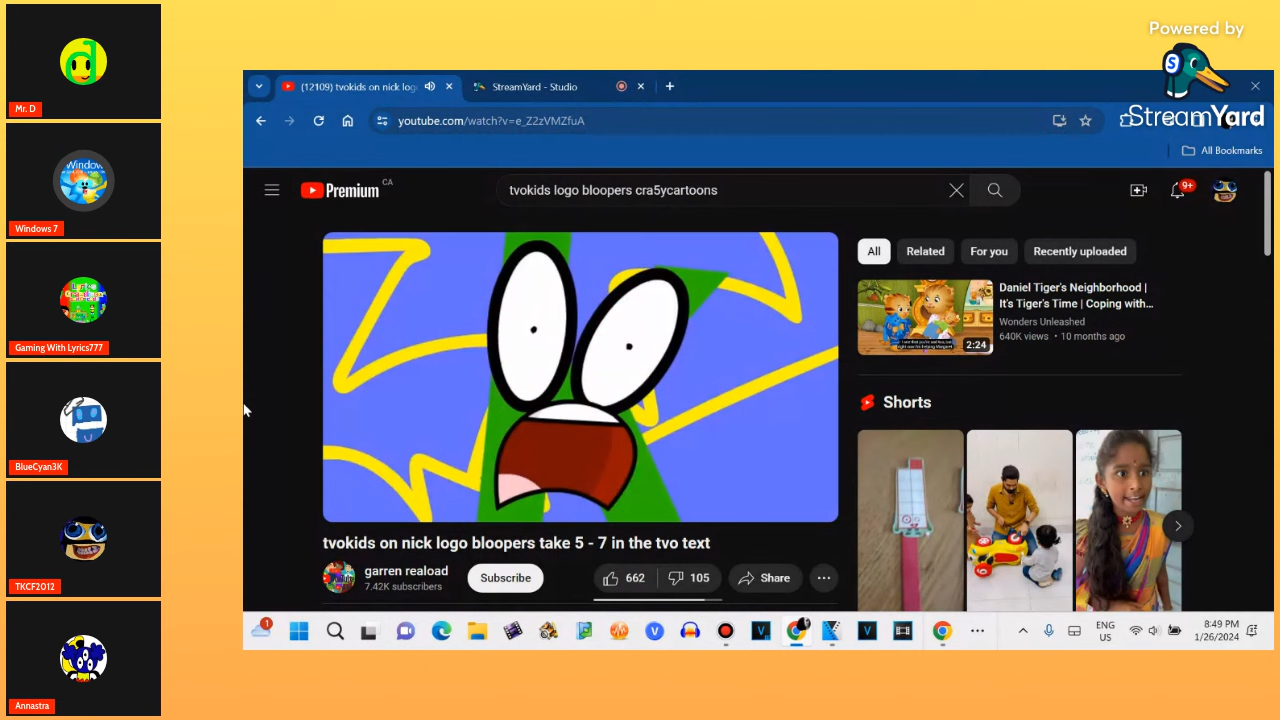 Mr. D
Windows 7
Gaming With Lyrics777
BlueCyan3K
TKCF2012
Annastra
Powered by
StreamYard
(12109) tvokids on nick log
StreamYard - Studio
youtube.com/watch?v=e_Z2zVMZfuA
All Bookmarks
Premium CA
tvokids logo bloopers cra5ycartoons
9+
All
Related
For you
Recently uploaded
Daniel Tiger's Neighborhood |
It's Tiger's Time | Coping with...
Wonders Unleashed
640K views • 10 months ago
2:24
Shorts
tvokids on nick logo bloopers take 5 - 7 in the tvo text
garren reaload
7.42K subscribers
Subscribe
662
105
Share
ENG
US
8:49 PM
1/26/2024